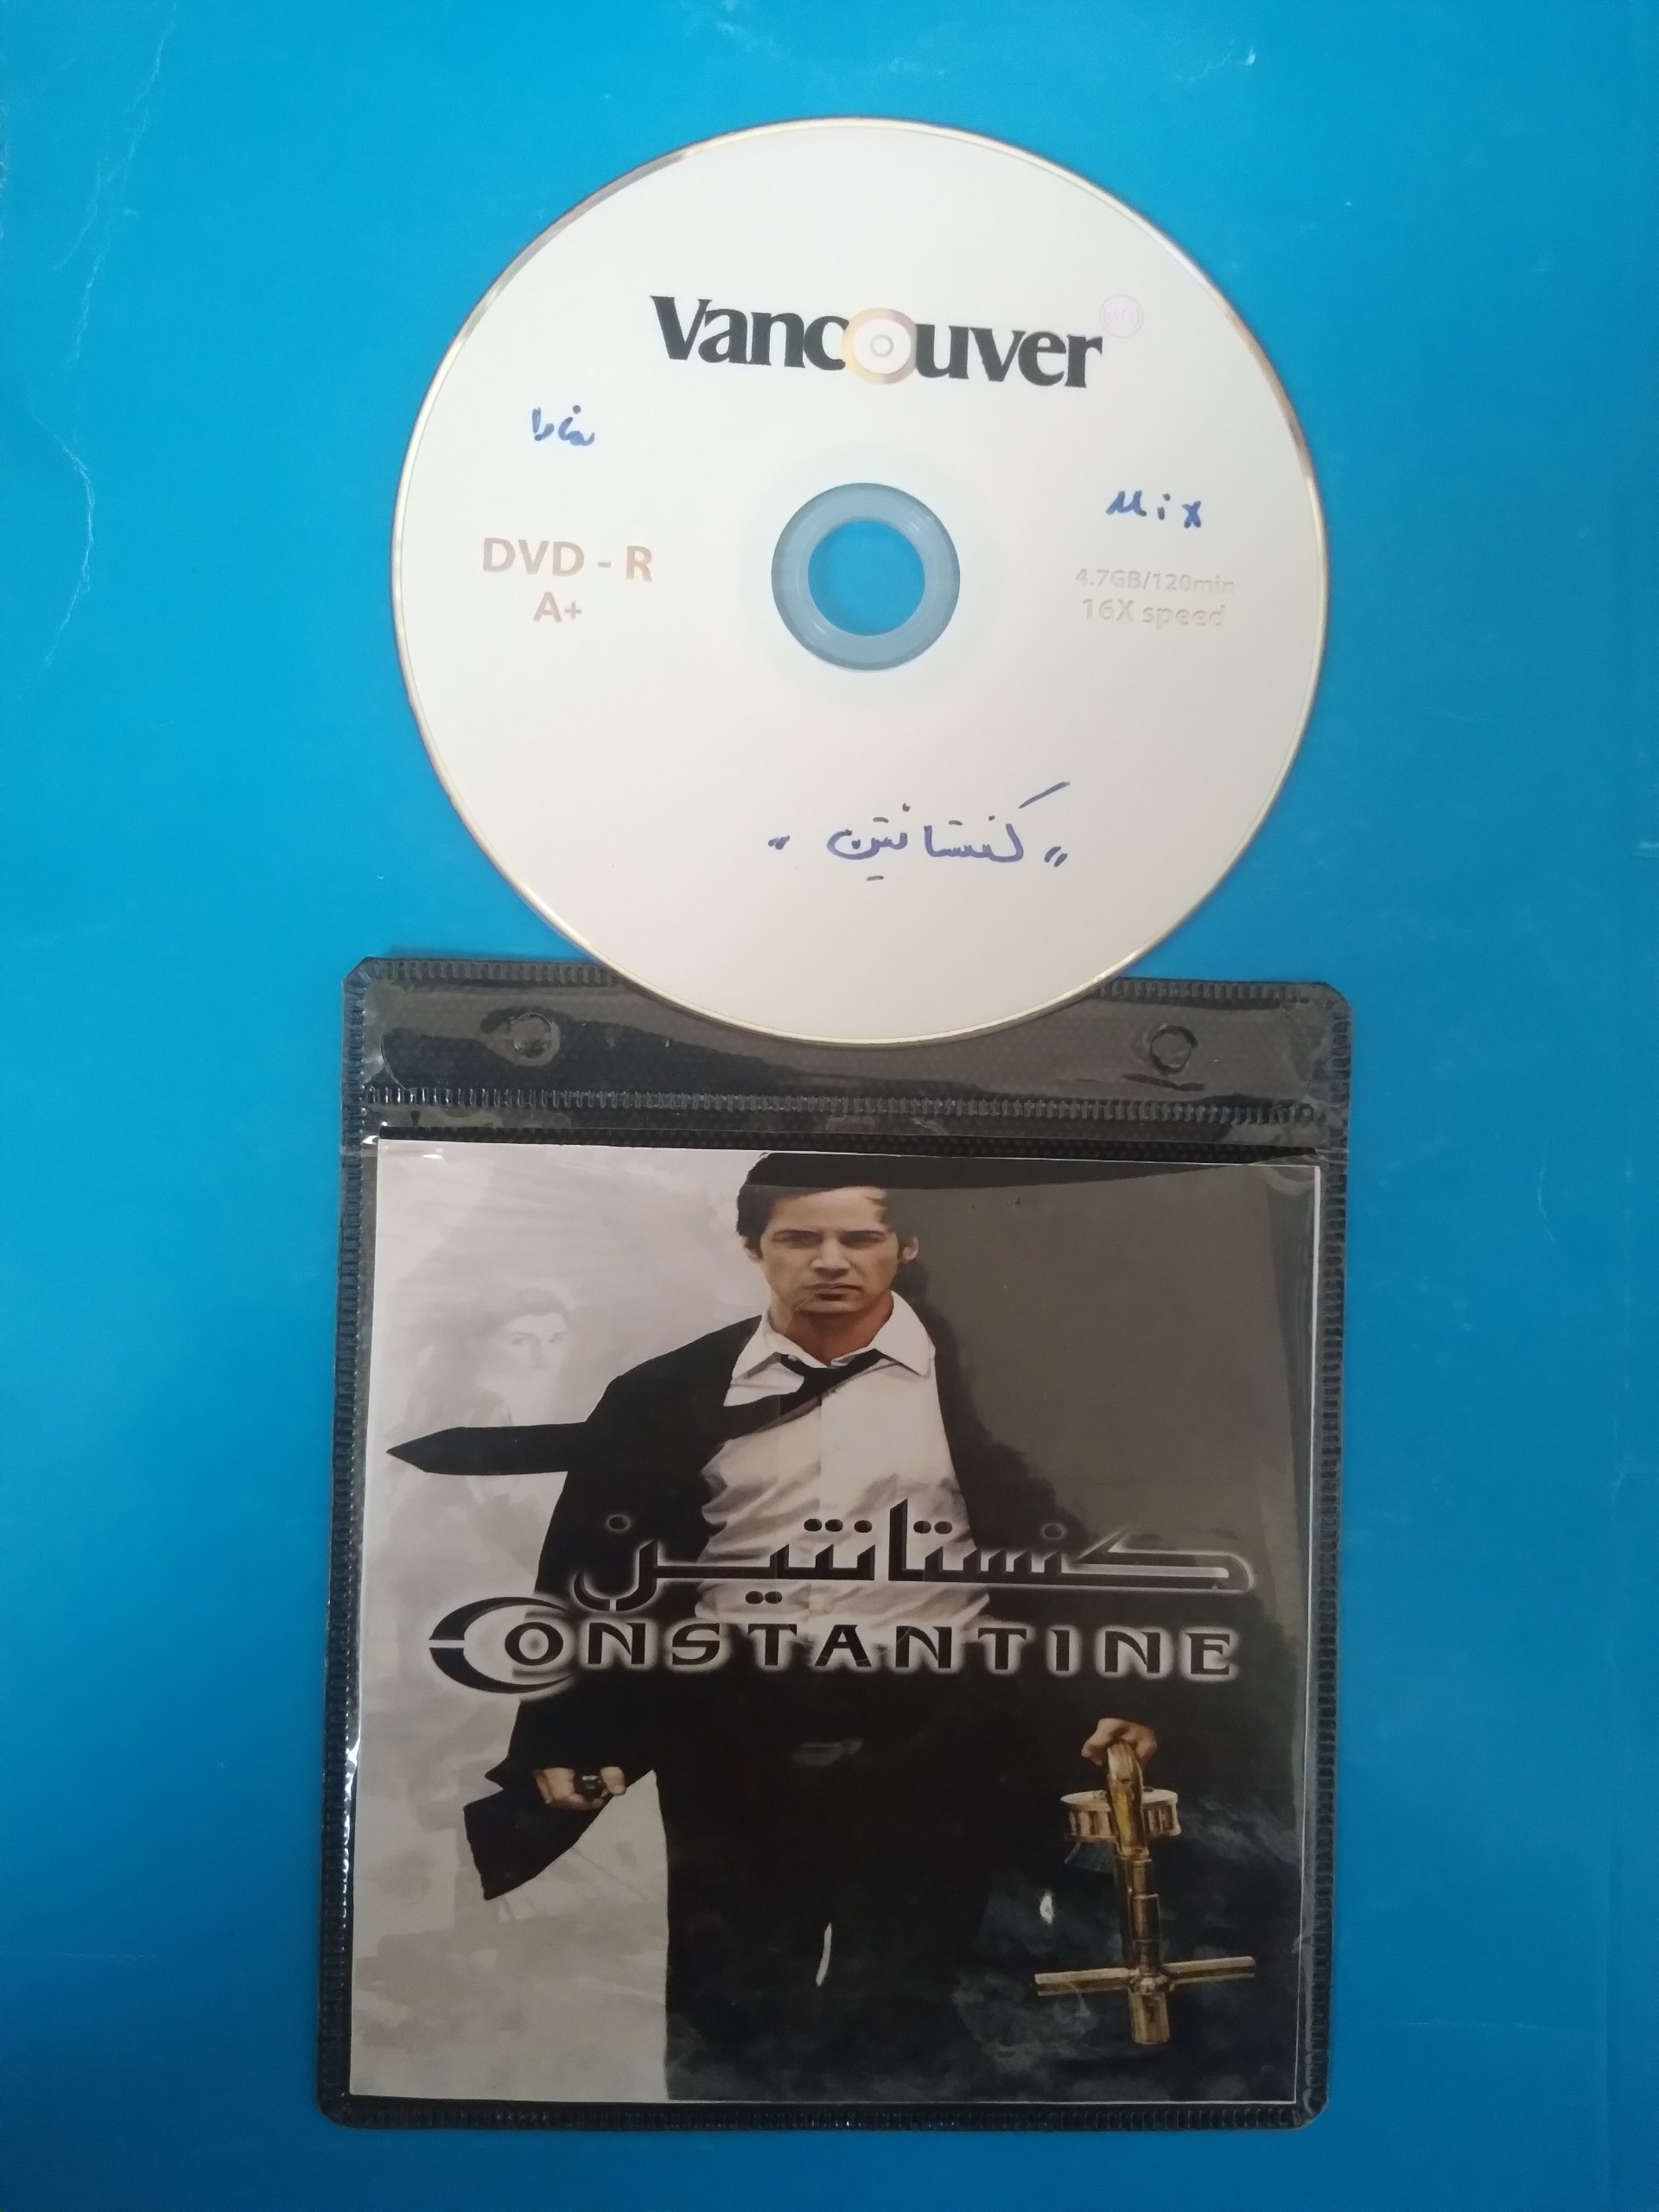 Vancouver
Mix
DVD - R
A+
4.7GB/120min
16X speed
" کنستانتین "
کنستانتین
CONSTANTINE